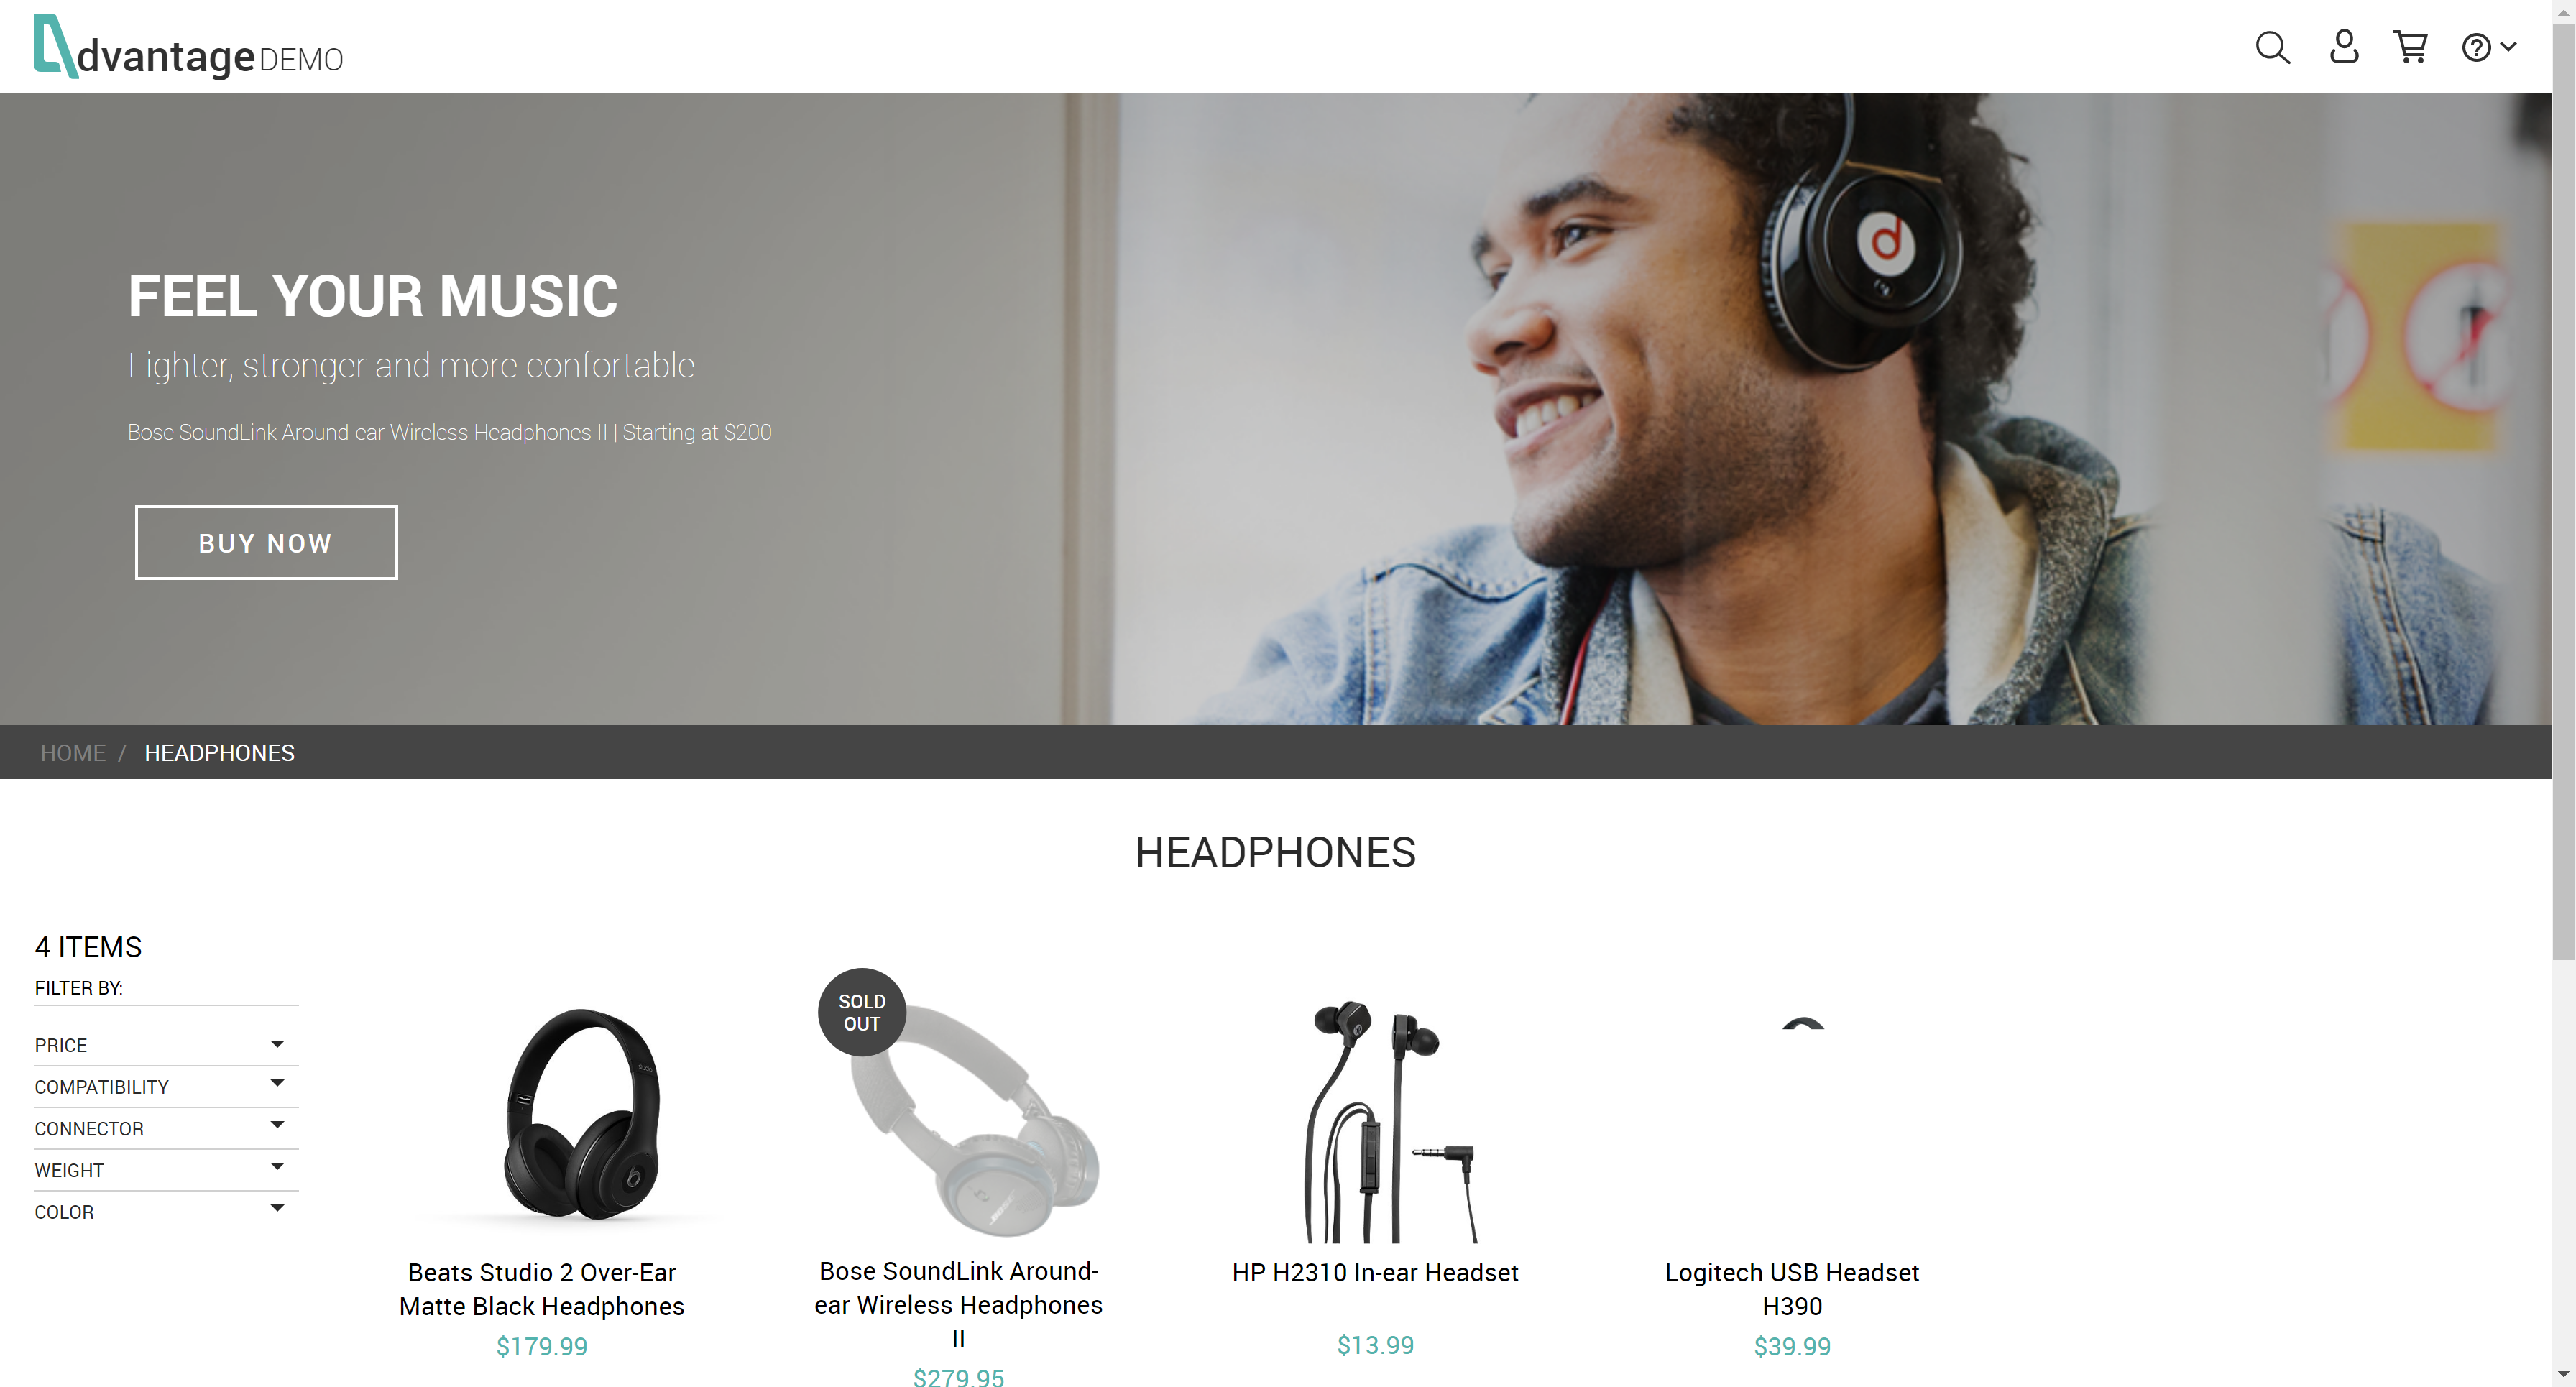 dvantage DEMO
FEEL YOUR MUSIC
Lighter, stronger and more confortable
Bose SoundLink Around-ear Wireless Headphones II | Starting at $200
BUY NOW
HOME / HEADPHONES
HEADPHONES
4 ITEMS
FILTER BY:
PRICE
COMPATIBILITY
CONNECTOR
WEIGHT
COLOR
Beats Studio 2 Over-Ear
Matte Black Headphones
$179.99
SOLD
OUT
Bose SoundLink Around-
ear Wireless Headphones
II
$279.95
HP H2310 In-ear Headset
$13.99
Logitech USB Headset
H390
$39.99